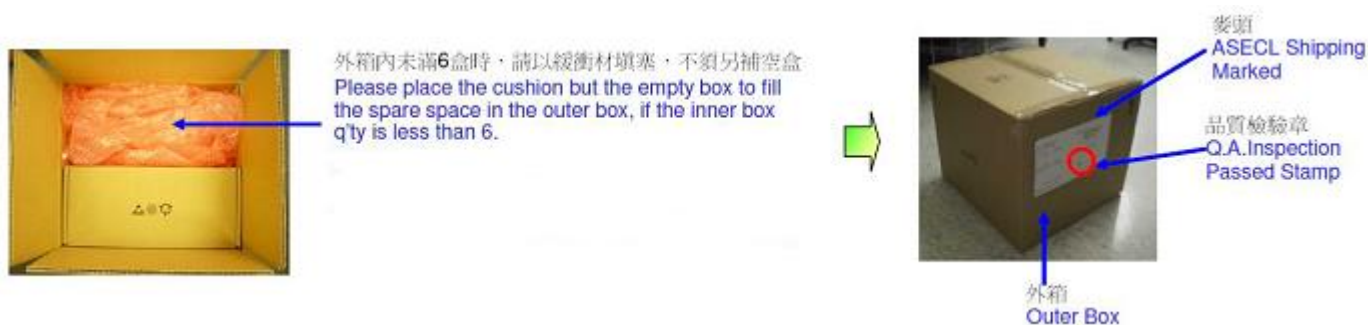 外箱內未滿6盒時，請以緩衝材填塞，不須另補空盒
Please place the cushion but the empty box to fill
the spare space in the outer box, if the inner box
q'ty is less than 6.
麥頭
ASECL Shipping
Marked
品質檢驗章
Q.A.Inspection
Passed Stamp
外箱
Outer Box